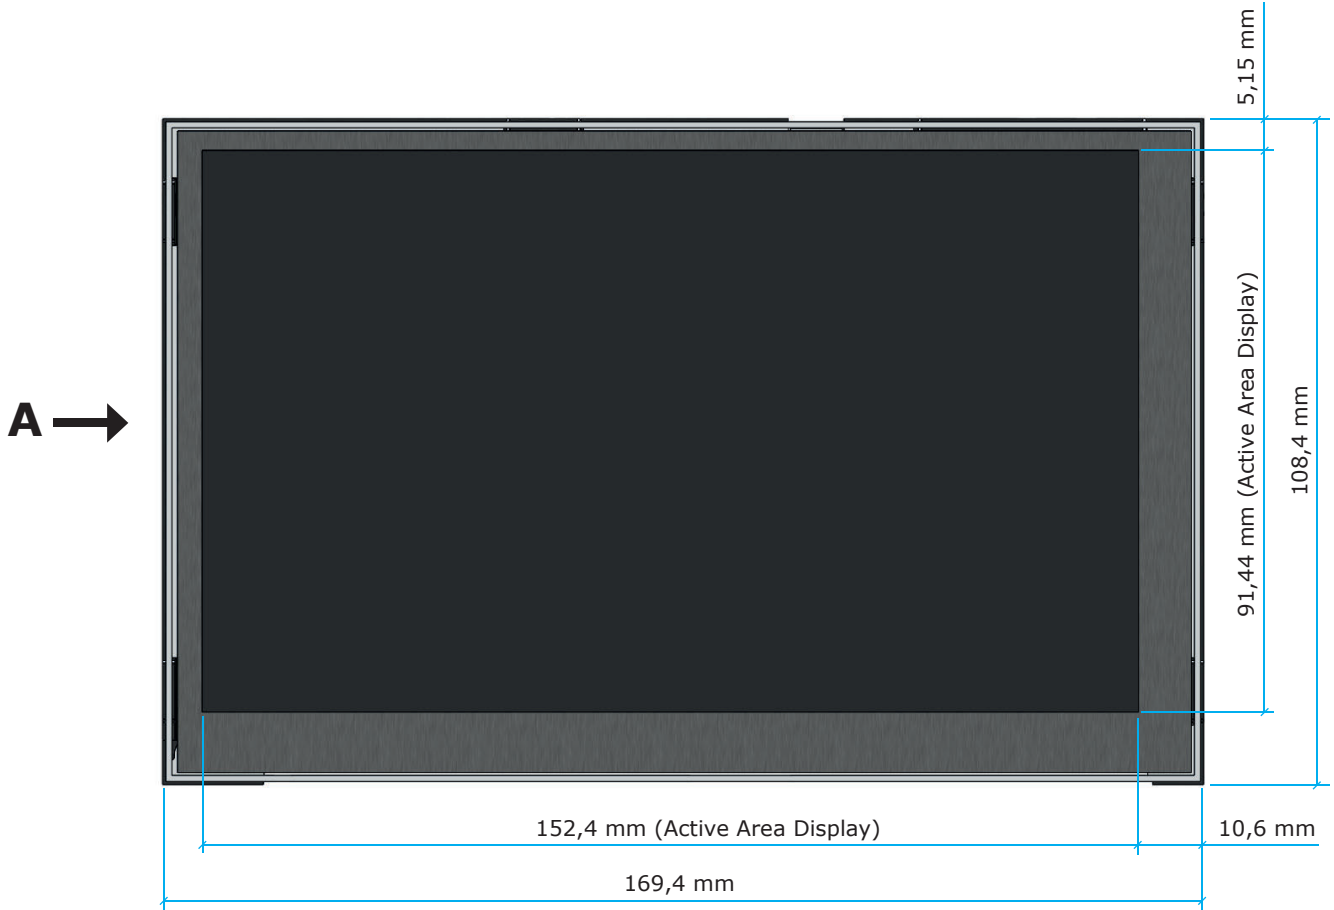 5,15 mm
91,44 mm (Active Area Display)
108,4 mm
A
152,4 mm (Active Area Display)
10,6 mm
169,4 mm